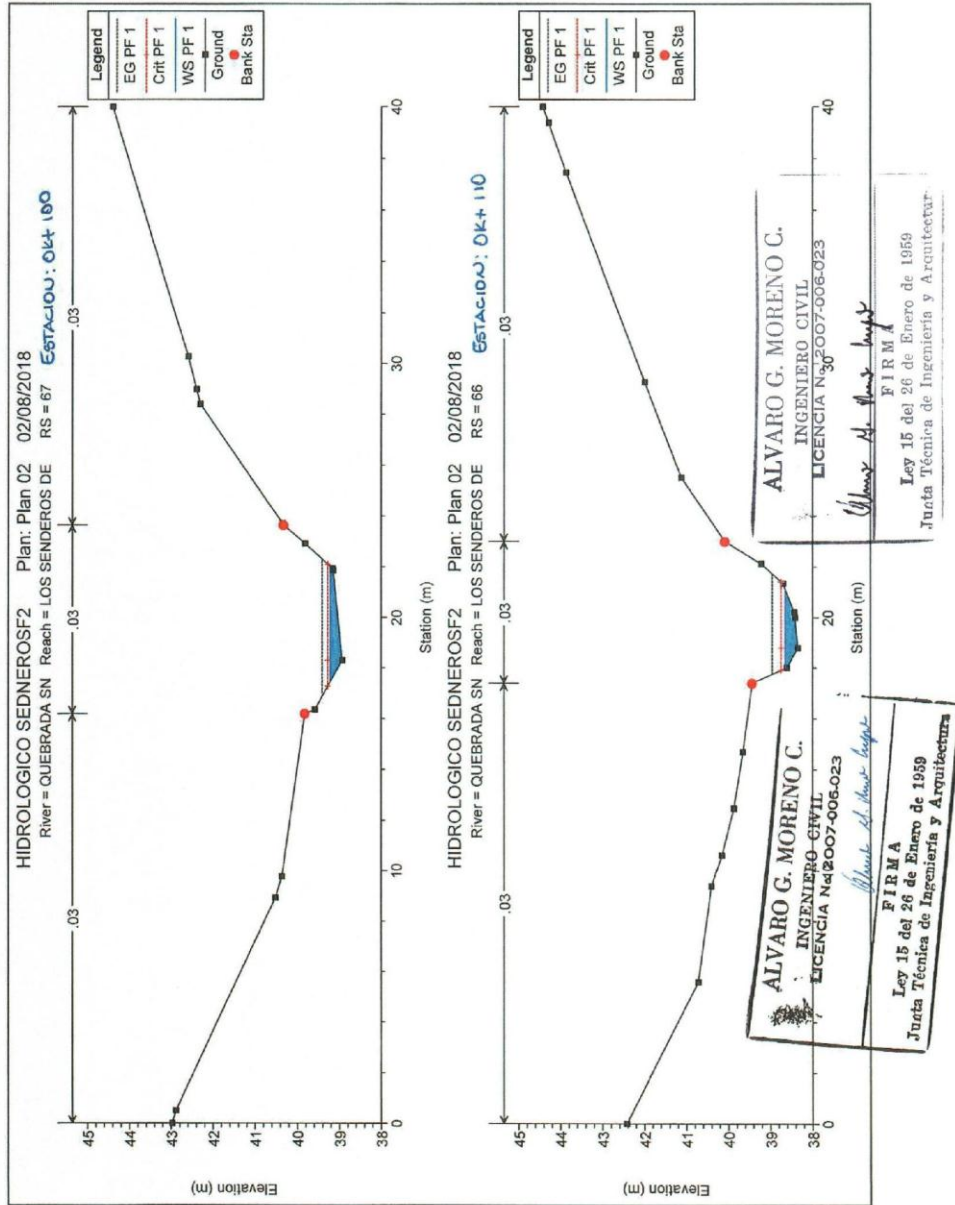 HIDROLOGICO SEDNEROSF2 Plan: Plan 02 02/08/2018
River = QUEBRADA SN Reach = LOS SENDEROS DE RS = 67 ESTACION: 0K+100
.03
.03
.03
Legend
EG PF 1
Crit PF 1
WS PF 1
Ground
Bank Sta
Elevation (m)
45
44
43
42
41
40
39
38
0
10
20
30
40
Station (m)
HIDROLOGICO SEDNEROSF2 Plan: Plan 02 02/08/2018
River = QUEBRADA SN Reach = LOS SENDEROS DE RS = 66 ESTACION: 0K+110
.03
.03
.03
Legend
EG PF 1
Crit PF 1
WS PF 1
Ground
Bank Sta
Elevation (m)
45
44
43
42
41
40
39
38
0
10
20
30
40
Station (m)
ALVARO G. MORENO C.
INGENIERO CIVIL
LICENCIA No. 2007-006-023
FIRMA
Ley 15 del 26 de Enero de 1959
Junta Técnica de Ingeniería y Arquitectura
ALVARO G. MORENO C.
INGENIERO CIVIL
LICENCIA No. 2007-006-023
FIRMA
Ley 15 del 26 de Enero de 1959
Junta Técnica de Ingeniería y Arquitectura